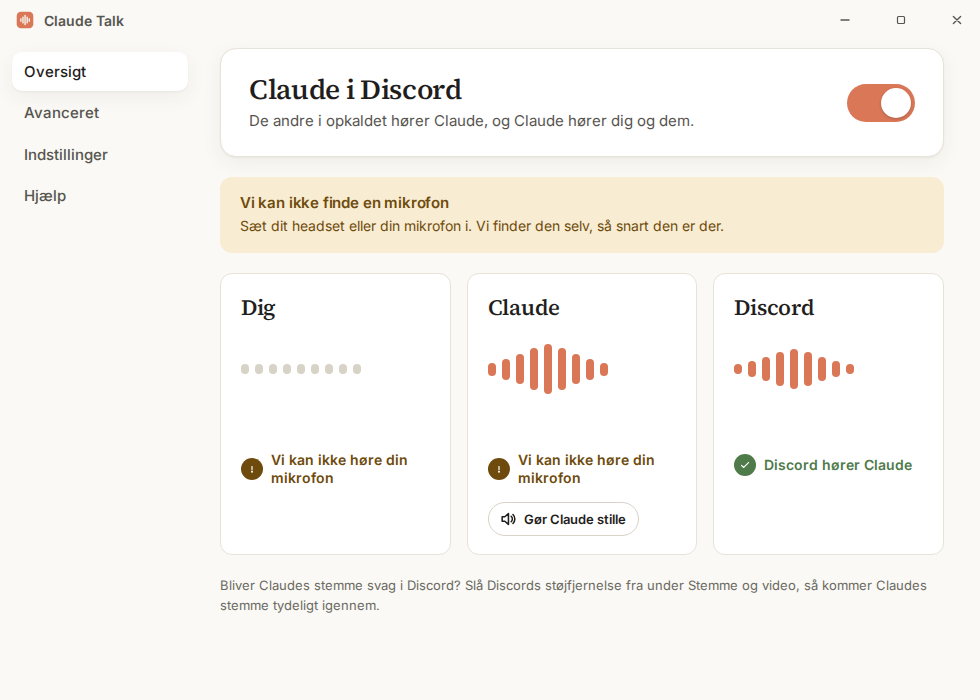 Claude Talk
Oversigt
Avanceret
Indstillinger
Hjælp
Claude i Discord
De andre i opkaldet hører Claude, og Claude hører dig og dem.
Vi kan ikke finde en mikrofon
Sæt dit headset eller din mikrofon i. Vi finder den selv, så snart den er der.
Dig
Vi kan ikke høre din
mikrofon
Claude
Vi kan ikke høre din
mikrofon
Gør Claude stille
Discord
Discord hører Claude
Bliver Claudes stemme svag i Discord? Slå Discords støjfjernelse fra under Stemme og video, så kommer Claudes
stemme tydeligt igennem.